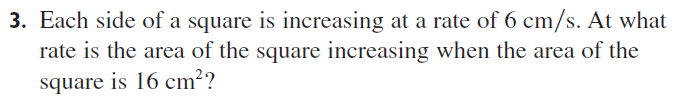 3. Each side of a square is increasing at a rate of 6 cm/s. At what
rate is the area of the square increasing when the area of the
square is 16 cm²?